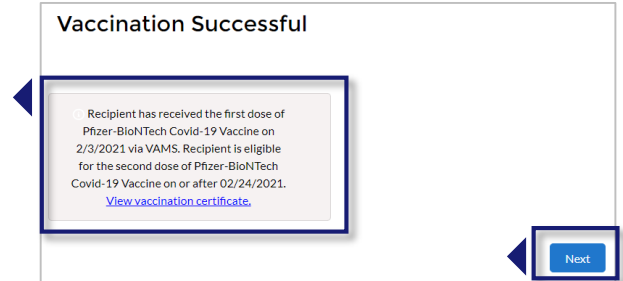 Vaccination Successful
Recipient has received the first dose of
Pfizer-BioNTech Covid-19 Vaccine on
2/3/2021 via VAMS. Recipient is eligible
for the second dose of Pfizer-BioNTech
Covid-19 Vaccine on or after 02/24/2021.
View vaccination certificate.
Next